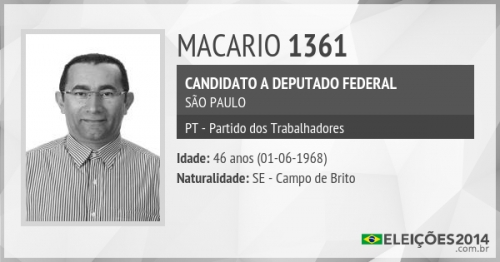 MACARIO 1361
CANDIDATO A DEPUTADO FEDERAL
SÃO PAULO
PT - Partido dos Trabalhadores
Idade: 46 anos (01-06-1968)
Naturalidade: SE - Campo de Brito
ELEIÇÕES2014
.com.br